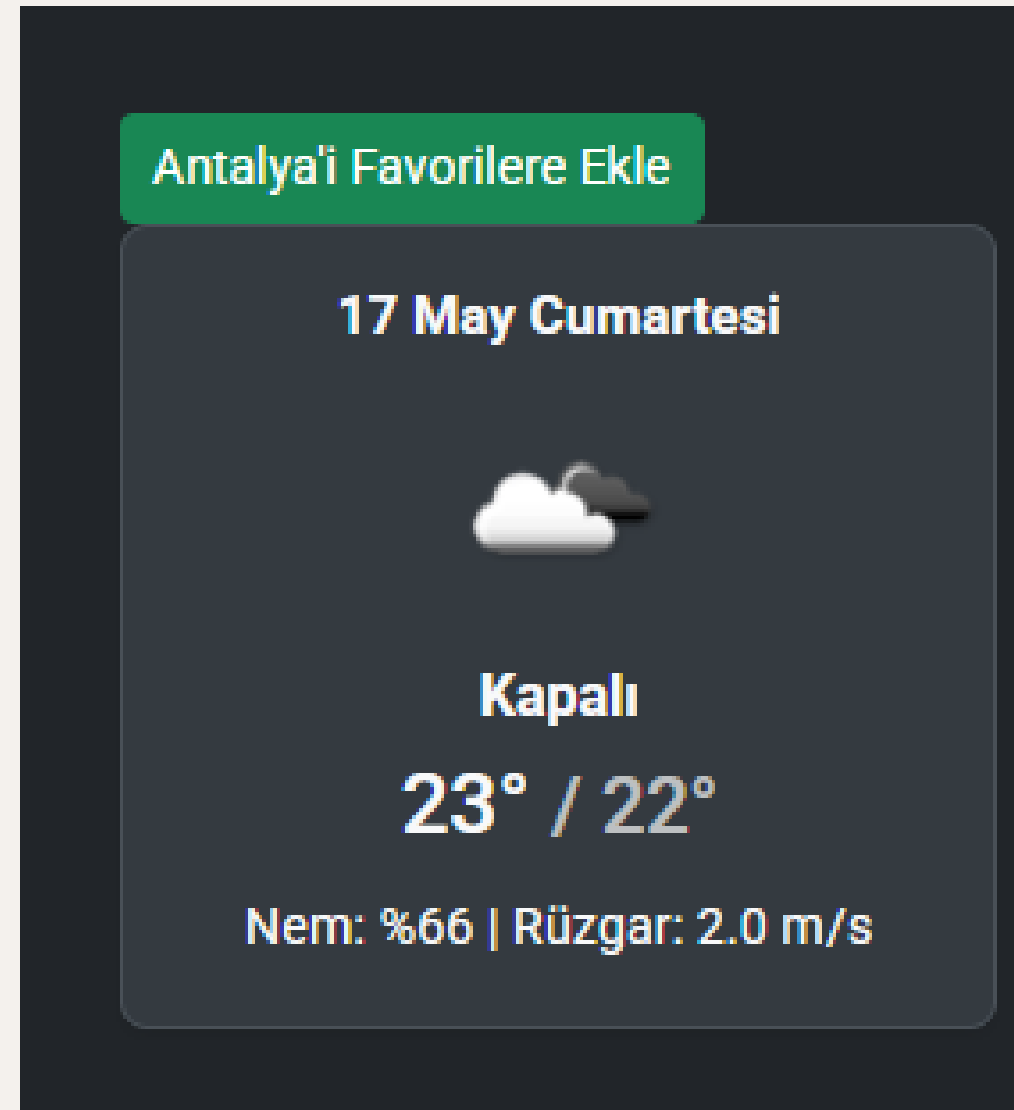 Antalya'i Favorilere Ekle
17 May Cumartesi
Kapalı
23° / 22°
Nem: %66 | Rüzgar: 2.0 m/s